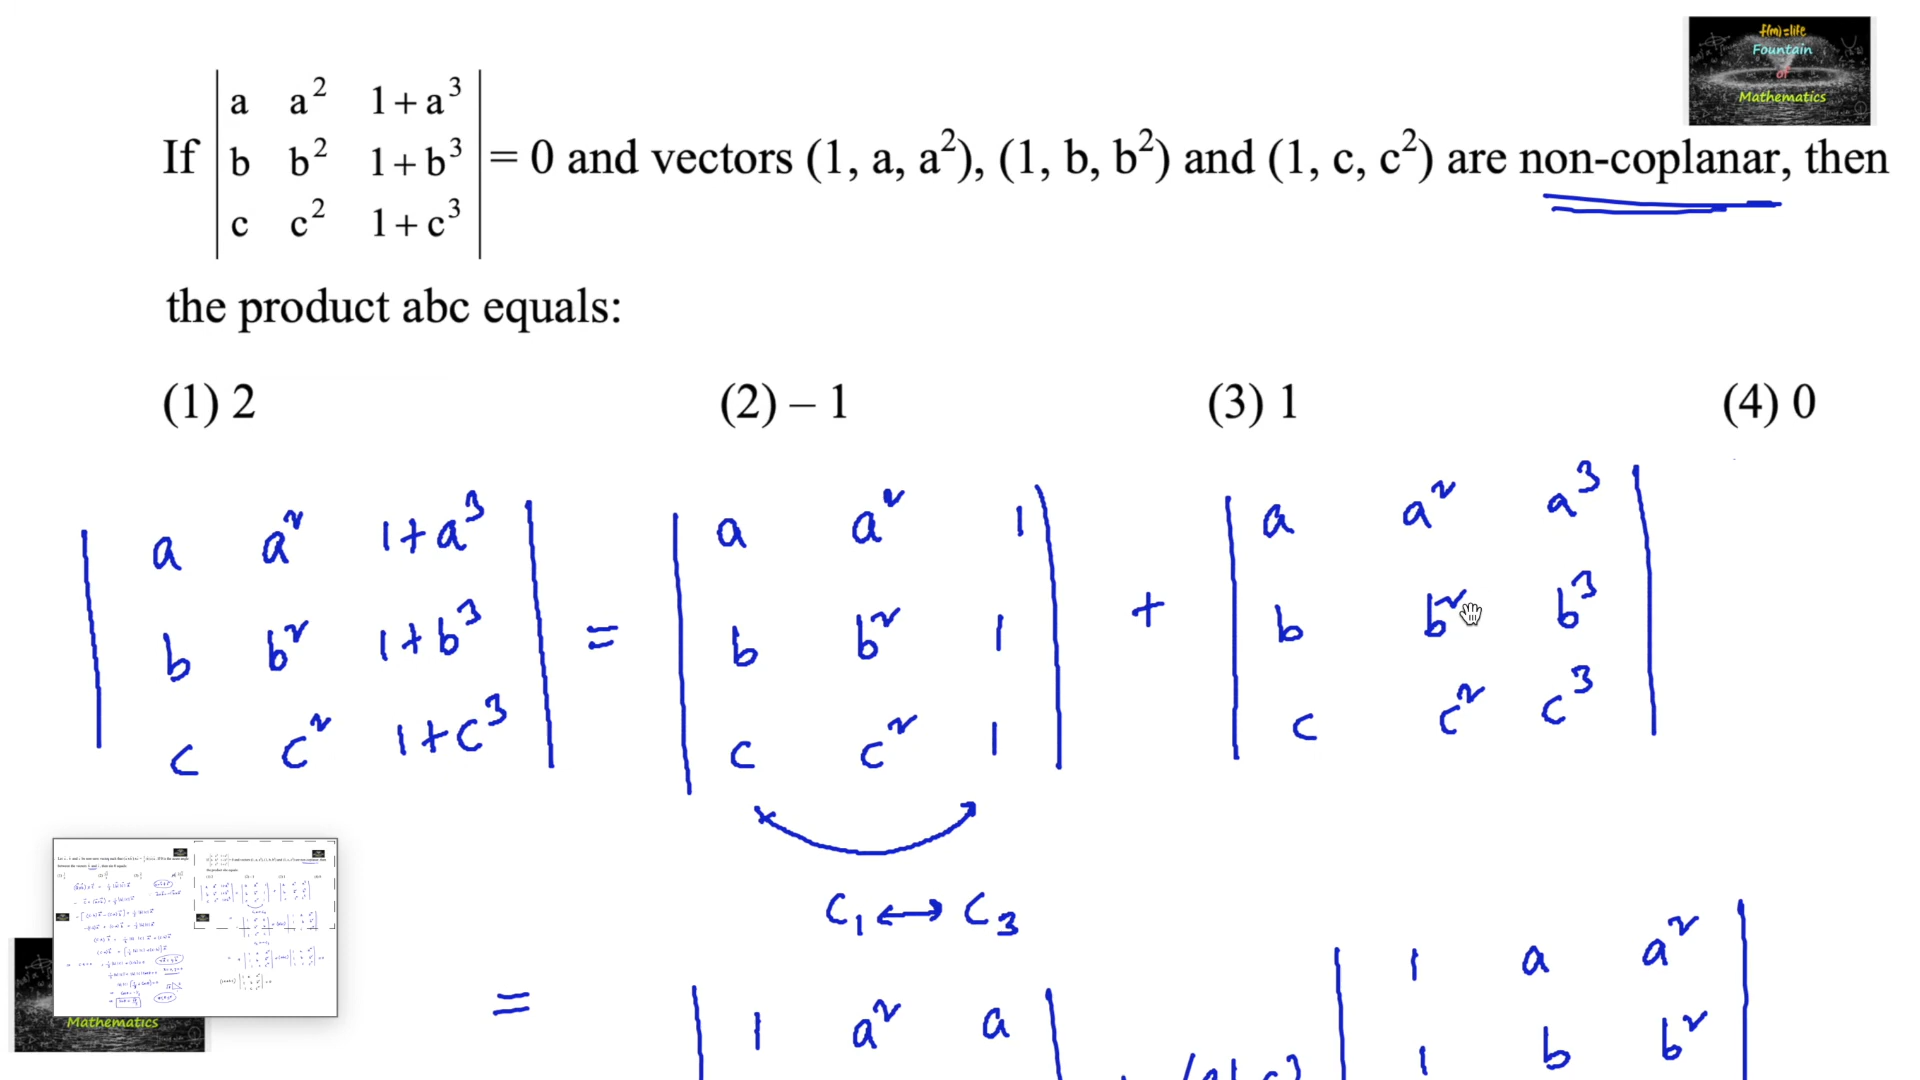 f(m)=life
Fountain
of
Mathematics
If | a a² 1+a³ |
| b b² 1+b³ | = 0 and vectors (1, a, a²), (1, b, b²) and (1, c, c²) are non-coplanar, then
| c c² 1+c³ |
the product abc equals:
(1) 2 (2) – 1 (3) 1 (4) 0
| a a² 1+a³ | | a a² 1 | | a a² a³ |
| b b² 1+b³ | = | b b² 1 | + | b b² b³ |
| c c² 1+c³ | | c c² 1 | | c c² c³ |
C₁ ↔ C₃
= | 1 a² a | | 1 a a² |
| 1 b b² |
Mathematics